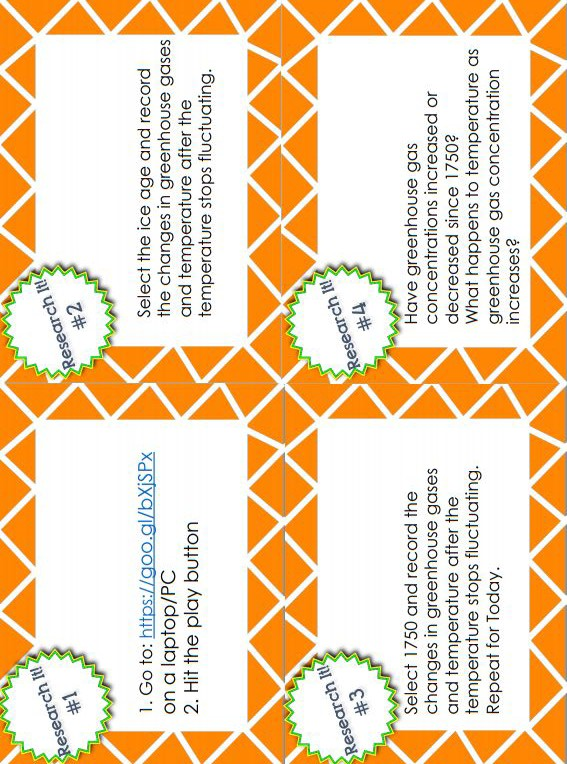 Research It!
#1
1. Go to: https://goo.gl/bXjSPx
on a laptop/PC
2. Hit the play button
Research It!
#2
Select the ice age and record
the changes in greenhouse gases
and temperature after the
temperature stops fluctuating.
Research It!
#3
Select 1750 and record the
changes in greenhouse gases
and temperature after the
temperature stops fluctuating.
Repeat for Today.
Research It!
#4
Have greenhouse gas
concentrations increased or
decreased since 1750?
What happens to temperature as
greenhouse gas concentration
increases?